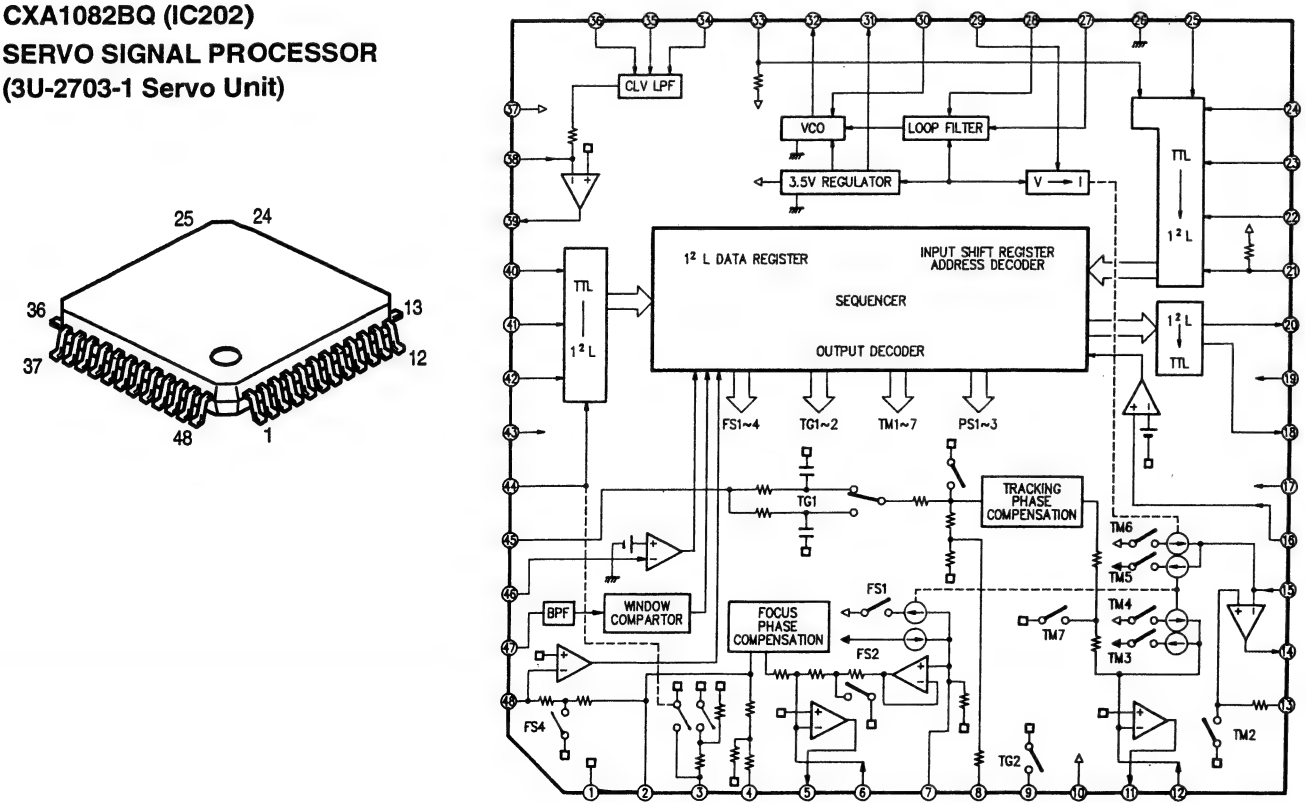 CXA1082BQ (IC202)
SERVO SIGNAL PROCESSOR
(3U-2703-1 Servo Unit)
25
24
36
13
37
12
48
1
36
35
34
33
32
31
30
29
28
27
26
25
CLV LPF
37
24
VCO
LOOP FILTER
TTL
1² L
38
23
3.5V REGULATOR
V I
39
22
1² L DATA REGISTER
INPUT SHIFT REGISTER
ADDRESS DECODER
40
21
TTL
1² L
SEQUENCER
41
20
1² L
TTL
OUTPUT DECODER
42
19
FS1~4
TG1~2
TM1~7
PS1~3
+ −
43
18
44
17
TG1
TRACKING
PHASE
COMPENSATION
45
16
TM6
+
−
TM5
46
15
BPF
WINDOW
COMPARTOR
FOCUS
PHASE
COMPENSATION
FS1
TM4
+ −
TM7
47
14
FS2
TM3
+
−
+
−
48
13
FS4
+
−
+
−
TM2
TG2
1
2
3
4
5
6
7
8
9
10
11
12